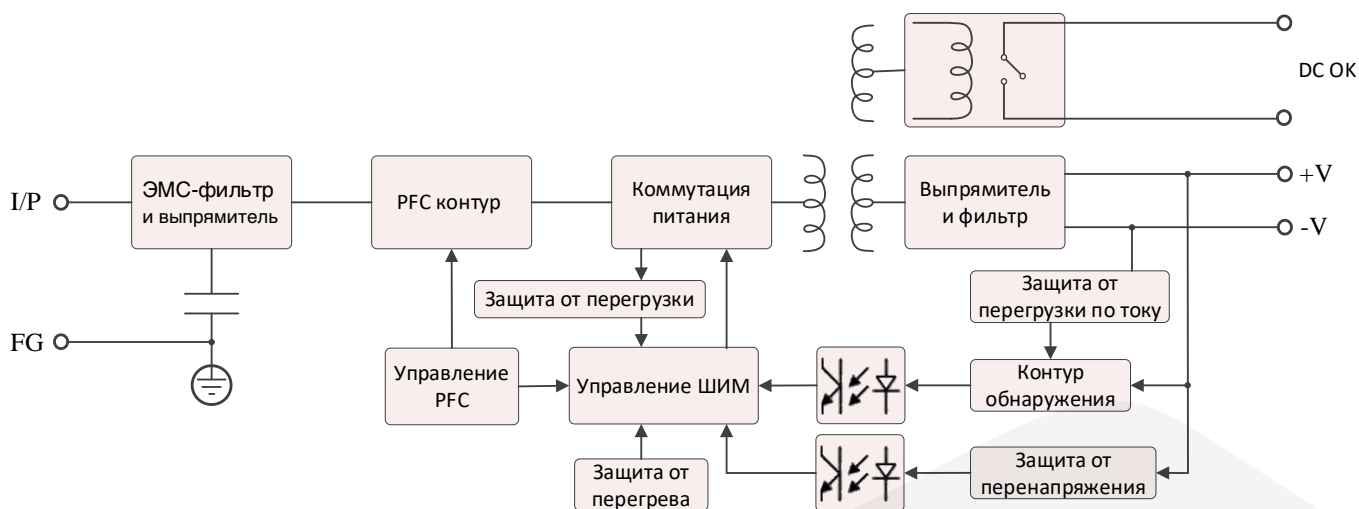 DC OK
I/P
ЭМС-фильтр
и выпрямитель
PFC контур
Коммутация
питания
Выпрямитель
и фильтр
+V
-V
Защита от перегрузки
Защита от
перегрузки по току
FG
Управление
PFC
Управление ШИМ
Контур
обнаружения
Защита от
перегрева
Защита от
перенапряжения